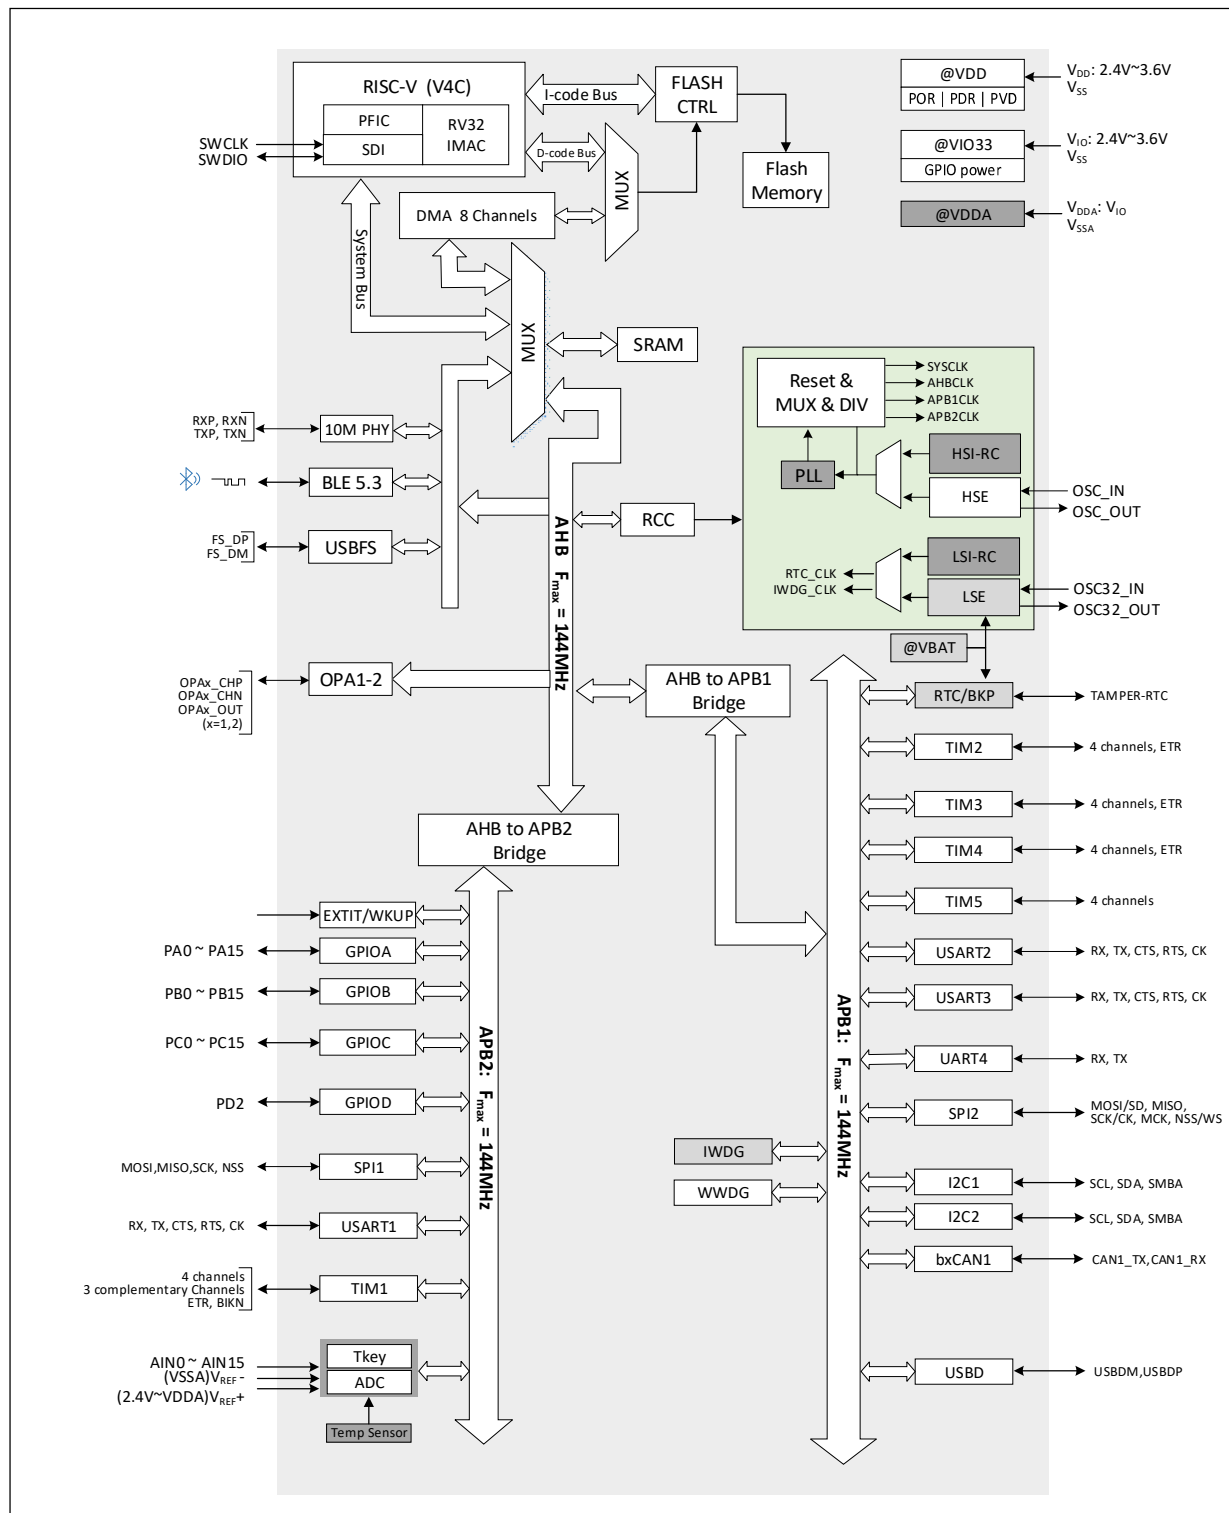 RISC-V (V4C)
PFIC
SDI
RV32
IMAC
SWCLK
SWDIO
I-code Bus
D-code Bus
FLASH
CTRL
MUX
Flash
Memory
@VDD
POR | PDR | PVD
VDD: 2.4V~3.6V
VSS
@VIO33
GPIO power
VIO: 2.4V~3.6V
VSS
@VDDA
VDDA: VIO
VSSA
DMA 8 Channels
System Bus
MUX
SRAM
RXP, RXN
TXP, TXN
10M PHY
BLE 5.3
FS_DP
FS_DM
USBFS
AHB Fmax = 144MHz
RCC
Reset &
MUX & DIV
SYSCLK
AHBCLK
APB1CLK
APB2CLK
PLL
HSI-RC
HSE
OSC_IN
OSC_OUT
RTC_CLK
IWDG_CLK
LSI-RC
LSE
OSC32_IN
OSC32_OUT
@VBAT
OPAx_CHP
OPAx_CHN
OPAx_OUT
(x=1,2)
OPA1-2
AHB to APB1
Bridge
RTC/BKP
TAMPER-RTC
TIM2
4 channels, ETR
TIM3
4 channels, ETR
TIM4
4 channels, ETR
TIM5
4 channels
USART2
RX, TX, CTS, RTS, CK
USART3
RX, TX, CTS, RTS, CK
UART4
RX, TX
SPI2
MOSI/SD, MISO,
SCK/CK, MCK, NSS/WS
I2C1
SCL, SDA, SMBA
I2C2
SCL, SDA, SMBA
bxCAN1
CAN1_TX,CAN1_RX
USBD
USBDM,USBDP
APB1: Fmax = 144MHz
IWDG
WWDG
AHB to APB2
Bridge
EXTIT/WKUP
PA0 ~ PA15
GPIOA
PB0 ~ PB15
GPIOB
PC0 ~ PC15
GPIOC
PD2
GPIOD
MOSI,MISO,SCK, NSS
SPI1
RX, TX, CTS, RTS, CK
USART1
4 channels
3 complementary Channels
ETR, BIKN
TIM1
APB2: Fmax = 144MHz
AIN0 ~ AIN15
(VSSA)VREF-
(2.4V~VDDA)VREF+
Tkey
ADC
Temp Sensor